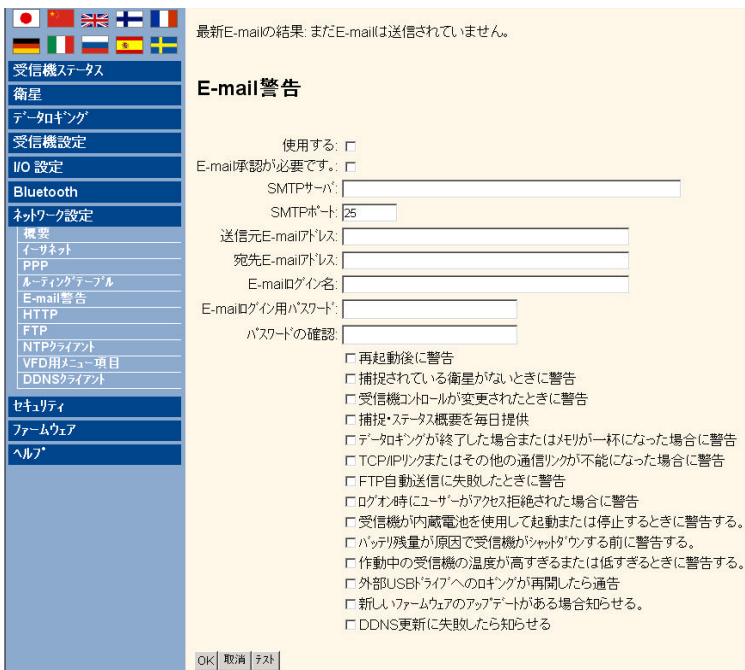 受信機ステータス
衛星
データロギング
受信機設定
I/O 設定
Bluetooth
ネットワーク設定
概要
イーサネット
PPP
ルーティングテーブル
E-mail警告
HTTP
FTP
NTPクライアント
VFD用メニュー項目
DDNSクライアント
セキュリティ
ファームウェア
ヘルプ
最新E-mailの結果: まだE-mailは送信されていません。
E-mail警告
使用する:
E-mail承認が必要です。:
SMTPサーバ:
SMTPポート: 25
送信元E-mailアドレス:
宛先E-mailアドレス:
E-mailログイン名:
E-mailログイン用パスワード:
パスワードの確認:
再起動後に警告
捕捉されている衛星がないときに警告
受信機コントロールが変更されたときに警告
捕捉・ステータス概要を毎日提供
データロギングが終了した場合またはメモリが一杯になった場合に警告
TCP/IPリンクまたはその他の通信リンクが不能になった場合に警告
FTP自動送信に失敗したときに警告
ログオン時にユーザーがアクセス拒絶された場合に警告
受信機が内蔵電池を使用して起動または停止するときに警告する。
バッテリ残量が原因で受信機がシャットダウンする前に警告する。
作動中の受信機の温度が高すぎるまたは低すぎるときに警告する。
外部USBドライブへのロギングが再開したら通告
新しいファームウェアのアップデートがある場合知らせる。
DDNS更新に失敗したら知らせる
OK 取消 テスト